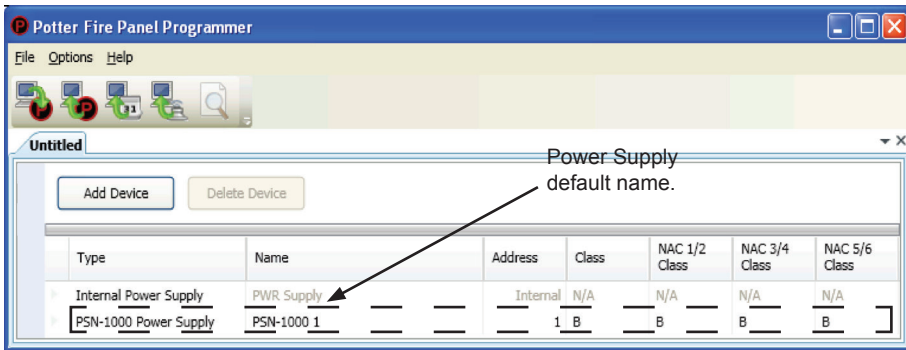 Potter Fire Panel Programmer
File Options Help
Untitled
Power Supply
default name.
Add Device Delete Device
Type Name Address Class NAC 1/2 Class NAC 3/4 Class NAC 5/6 Class
Internal Power Supply PWR Supply Internal N/A N/A N/A N/A
PSN-1000 Power Supply PSN-1000 1 1 B B B B